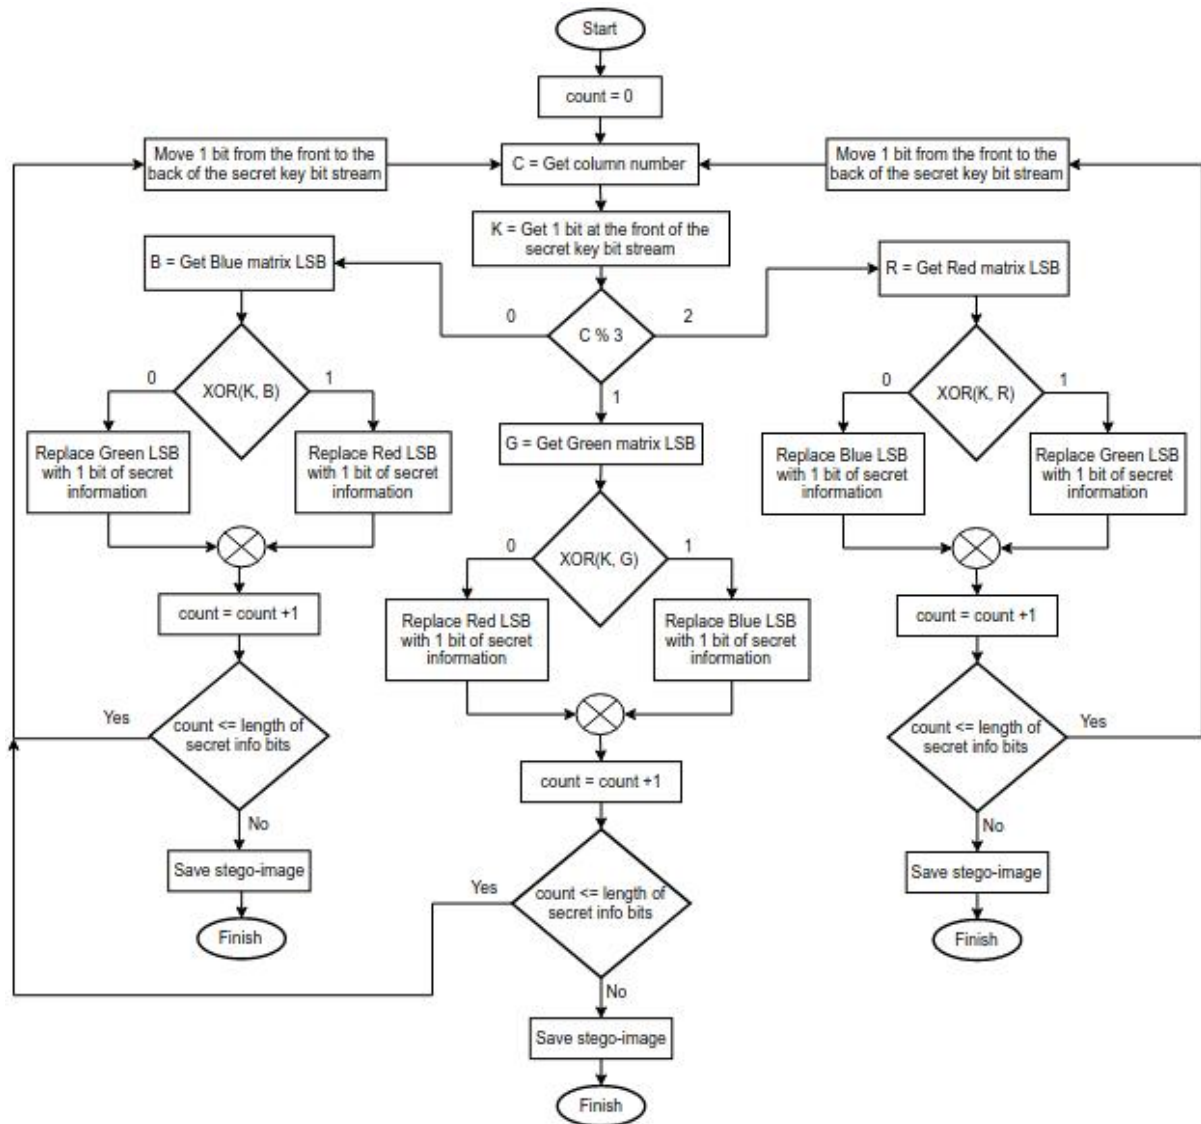 Start
count = 0
Move 1 bit from the front to the
back of the secret key bit stream
C = Get column number
Move 1 bit from the front to the
back of the secret key bit stream
K = Get 1 bit at the front of the
secret key bit stream
B = Get Blue matrix LSB
R = Get Red matrix LSB
0
C % 3
2
1
0
XOR(K, B)
1
Replace Green LSB
with 1 bit of secret
information
Replace Red LSB
with 1 bit of secret
information
G = Get Green matrix LSB
0
XOR(K, R)
1
Replace Blue LSB
with 1 bit of secret
information
Replace Green LSB
with 1 bit of secret
information
0
XOR(K, G)
1
Replace Red LSB
with 1 bit of secret
information
Replace Blue LSB
with 1 bit of secret
information
count = count +1
count = count +1
Yes
count <= length of
secret info bits
No
Save stego-image
Finish
count <= length of
secret info bits
Yes
No
Save stego-image
Finish
count = count +1
Yes
count <= length of
secret info bits
No
Save stego-image
Finish